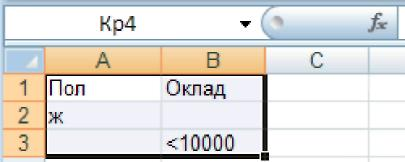 Кр4 fx
A B C
1 Пол Оклад
2 ж
3 <10000